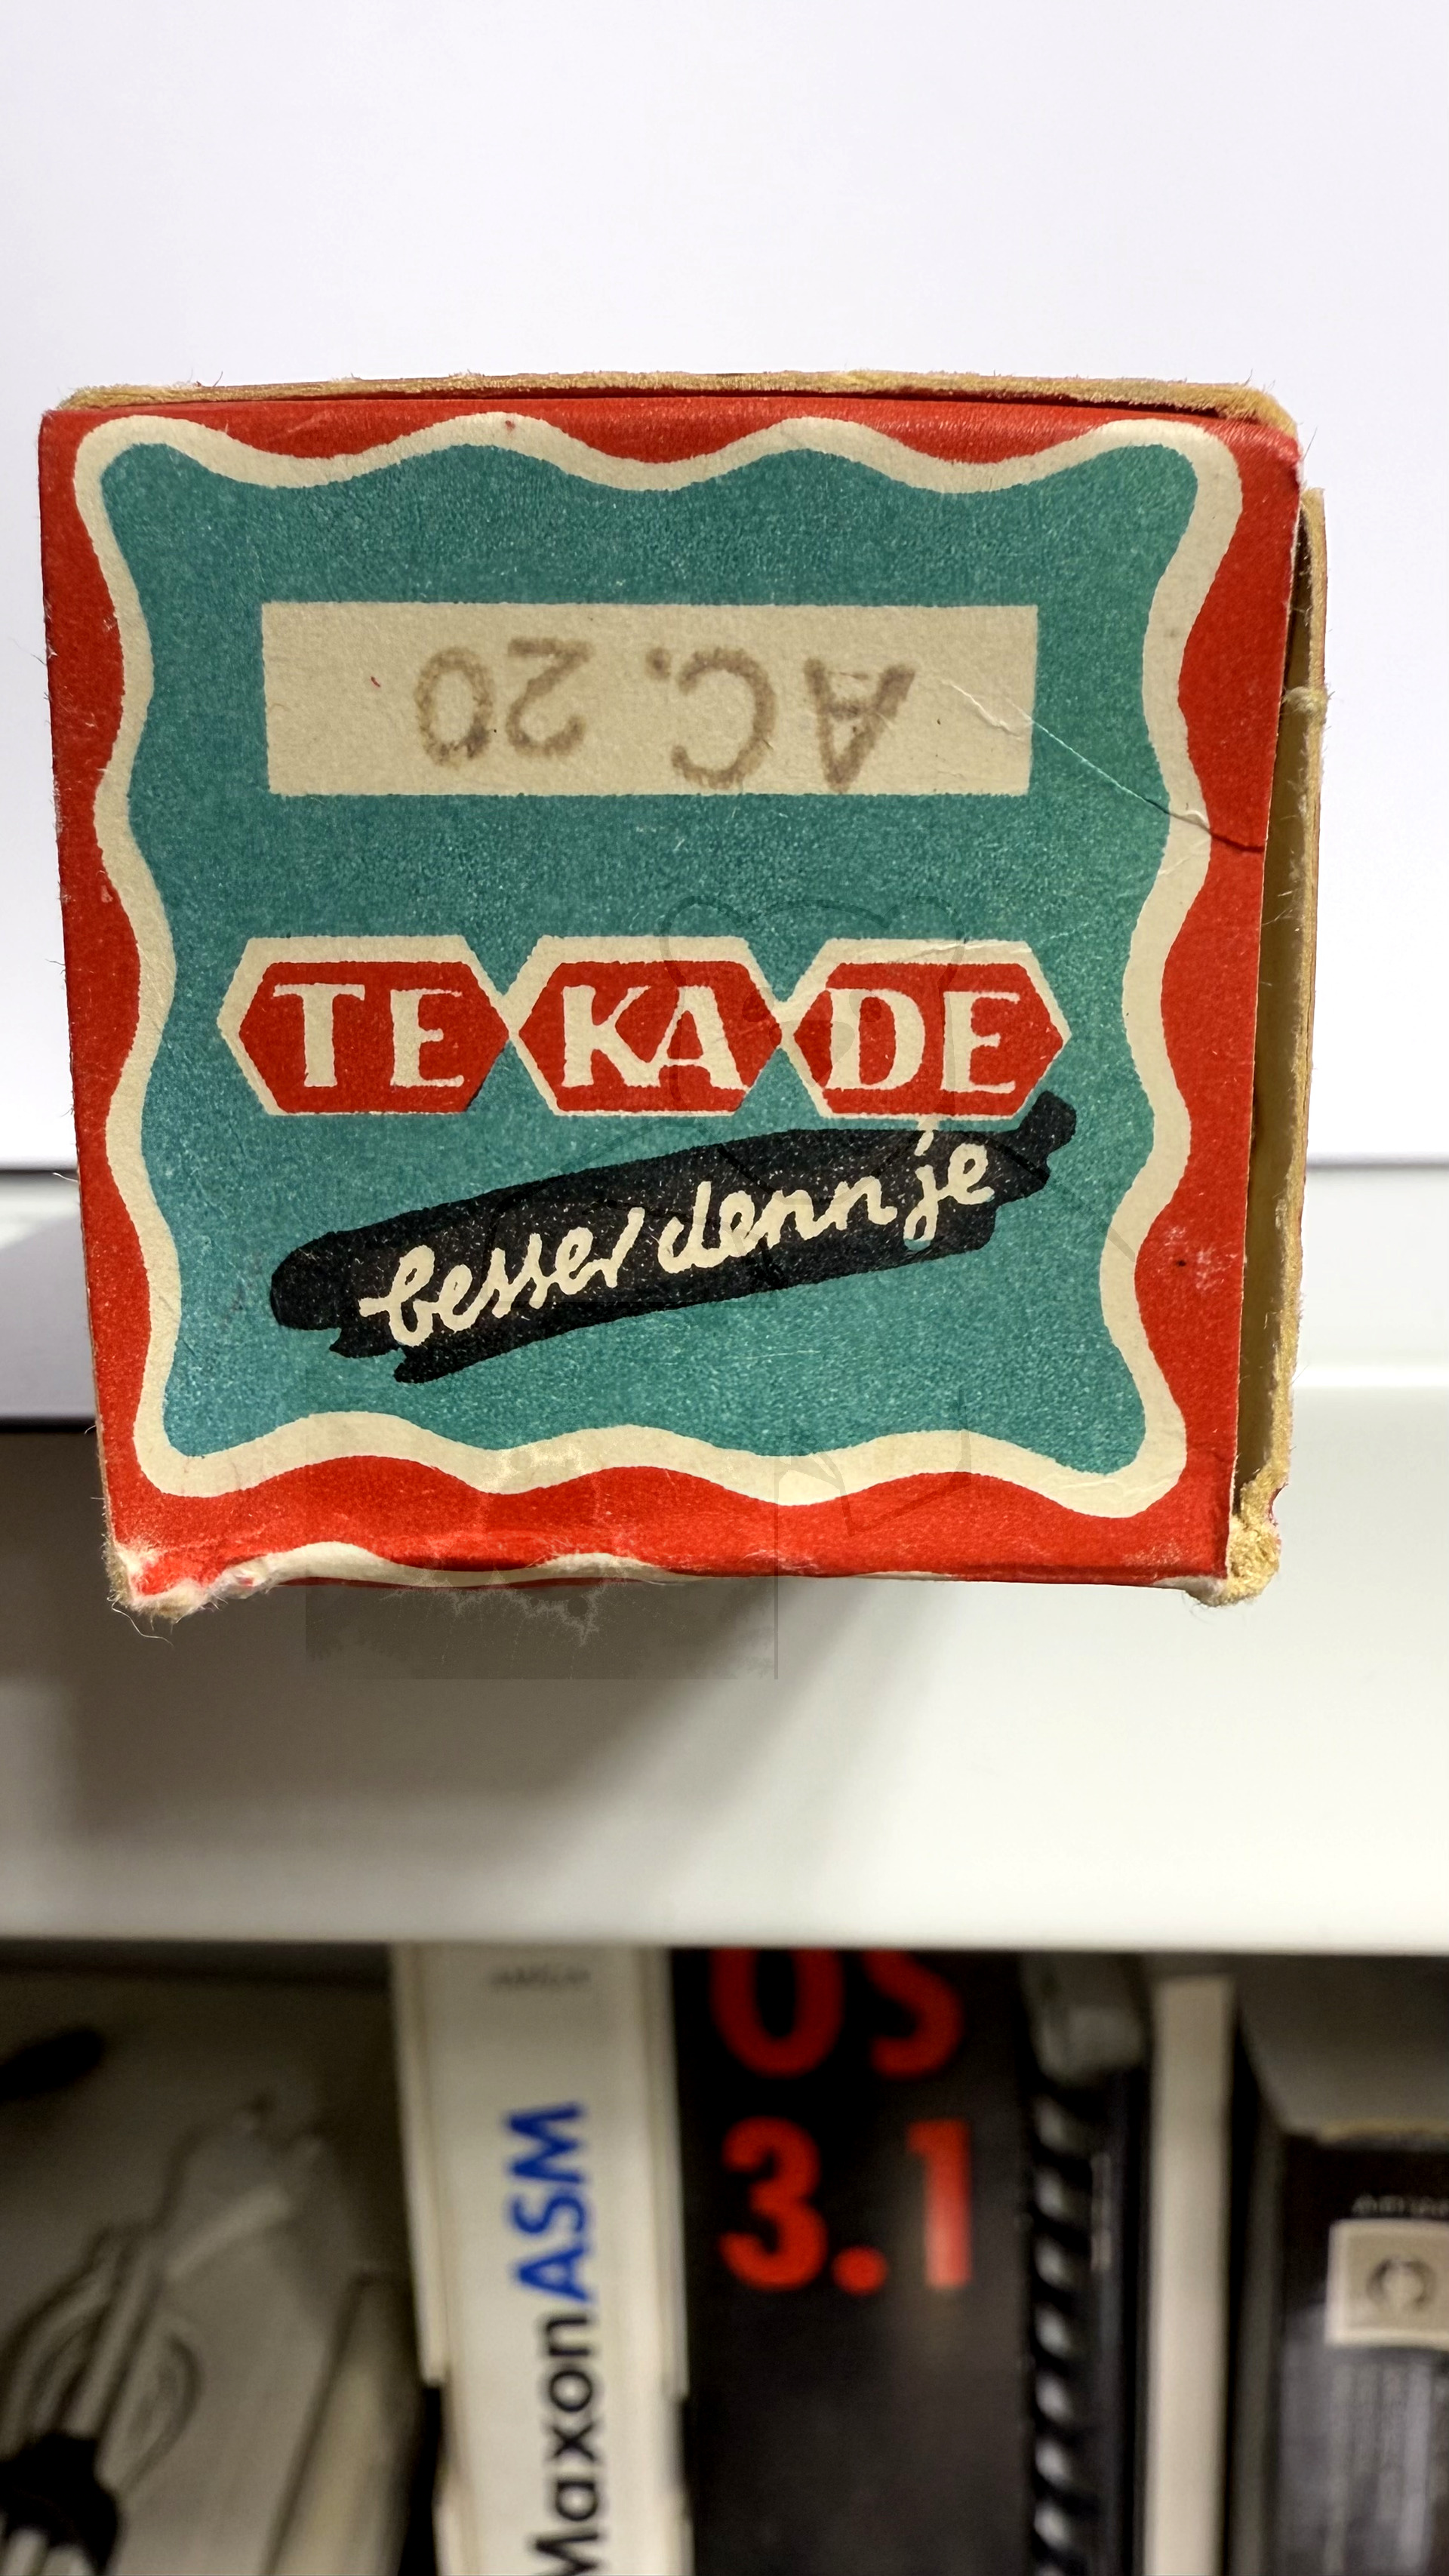 AC. 20
TE KA DE
besser denn je
MaxonASM
OS
3.1